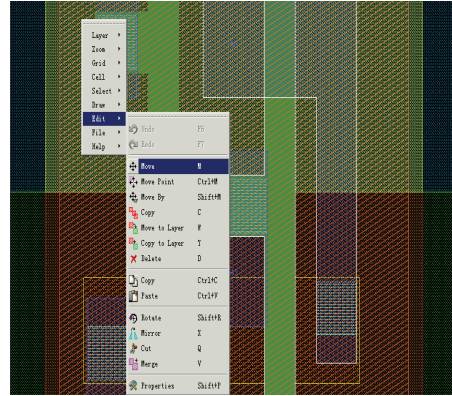 Layer
Zoom
Grid
Cell
Select
Draw
Edit
File
Help
Undo F6
Redo F7
Move M
Move Point Ctrl+M
Move By Shift+M
Copy C
Move to Layer W
Copy to Layer Y
Delete D
Copy Ctrl+C
Paste Ctrl+V
Rotate Shift+R
Mirror X
Cut Q
Merge V
Properties Shift+P